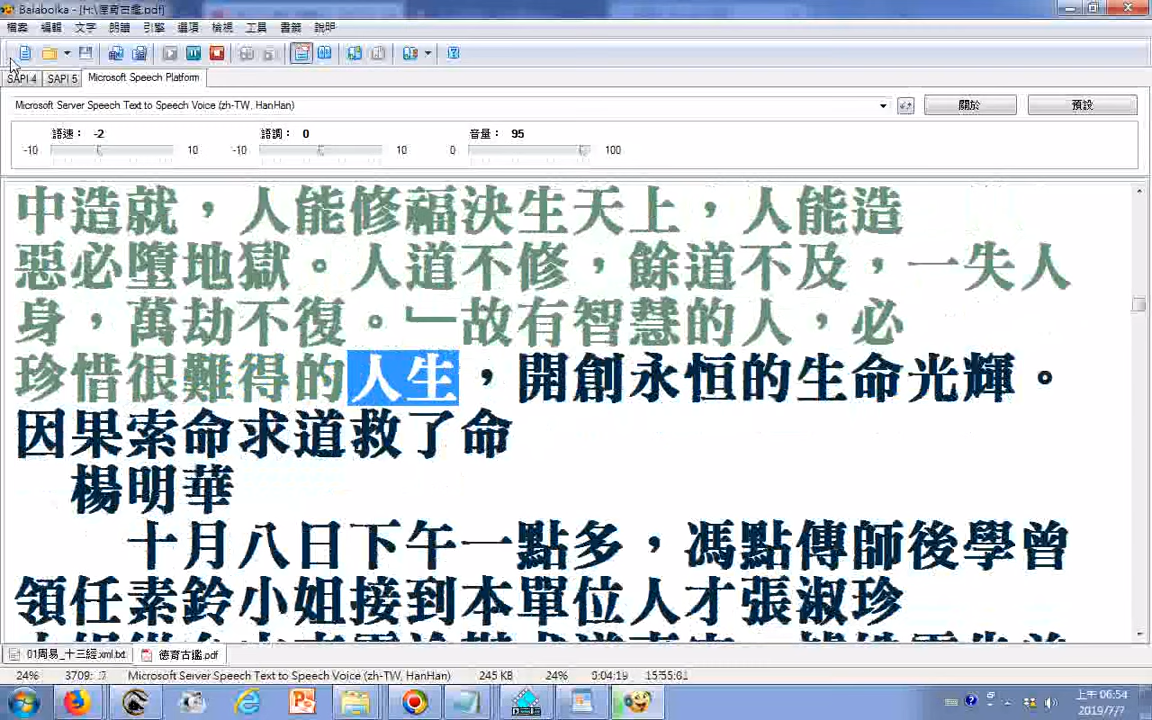 Balabolka - [H:\德育古鑑.pdf]
檔案 編輯 文字 朗讀 引擎 選項 檢視 工具 書籤 說明
SAPI 4 SAPI 5 Microsoft Speech Platform
Microsoft Server Speech Text to Speech Voice (zh-TW, HanHan) 關於 預設
語速： -2 語調： 0 音量： 95
-10 10 -10 10 0 100
中造就，人能修福決生天上，人能造
惡必墮地獄。人道不修，餘道不及，一失人
身，萬劫不復。﹂故有智慧的人，必
珍惜很難得的人生，開創永恒的生命光輝。
因果索命求道救了命
楊明華
十月八日下午一點多，馮點傳師後學曾
領任素鈴小姐接到本單位人才張淑珍
01周易_十三經.xml.txt 德育古鑑.pdf
24% Microsoft Server Speech Text to Speech Voice (zh-TW, HanHan) 245 KB 24%
上午 06:54
2019/7/7